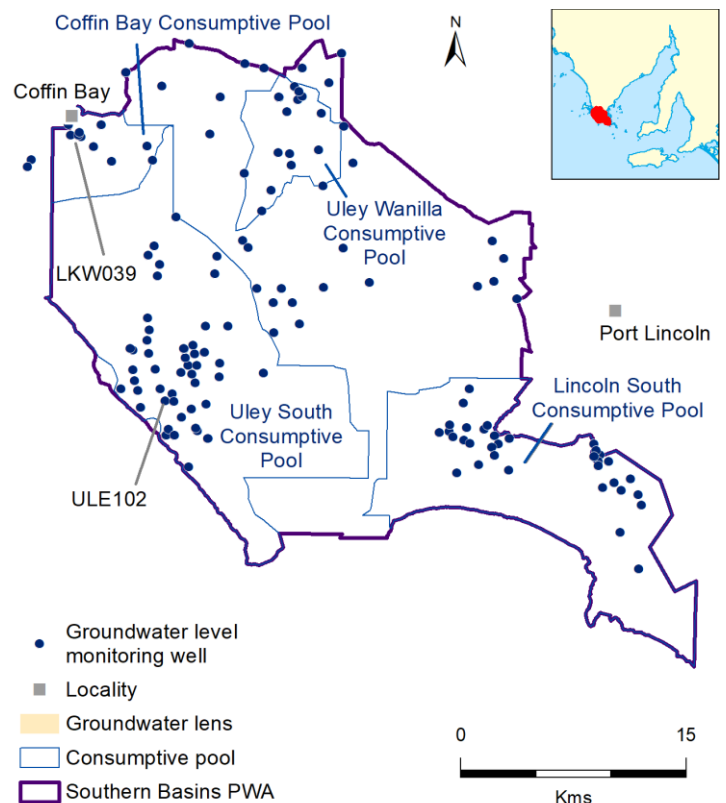 Coffin Bay Consumptive Pool
N
Coffin Bay
Uley Wanilla
Consumptive
Pool
LKW039
Port Lincoln
Lincoln South
Consumptive Pool
Uley South
Consumptive
Pool
ULE102
Groundwater level
monitoring well
Locality
Groundwater lens
Consumptive pool
Southern Basins PWA
0 15
Kms